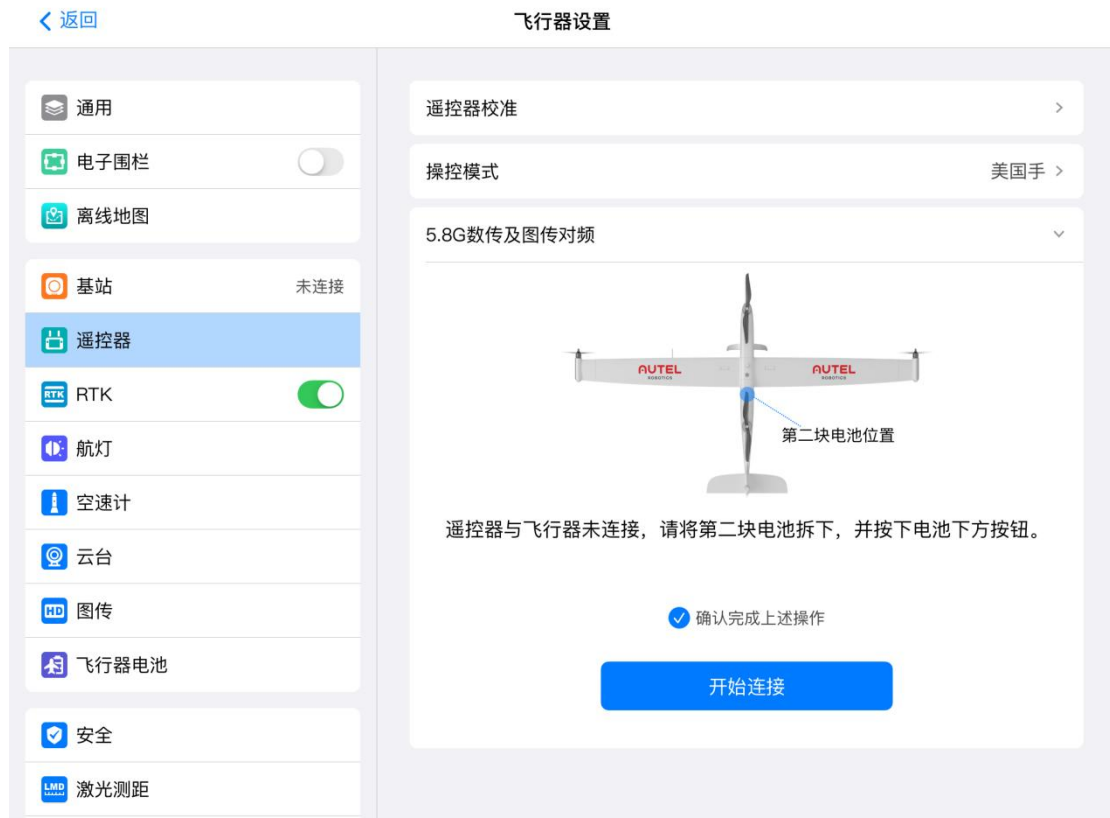 返回
飞行器设置
通用
电子围栏
离线地图
基站 未连接
遥控器
RTK RTK
航灯
空速计
云台
HD 图传
飞行器电池
安全
LMD 激光测距
遥控器校准
操控模式 美国手
5.8G数传及图传对频
AUTEL AUTEL
ROBOTICS ROBOTICS
第二块电池位置
遥控器与飞行器未连接，请将第二块电池拆下，并按下电池下方按钮。
确认完成上述操作
开始连接